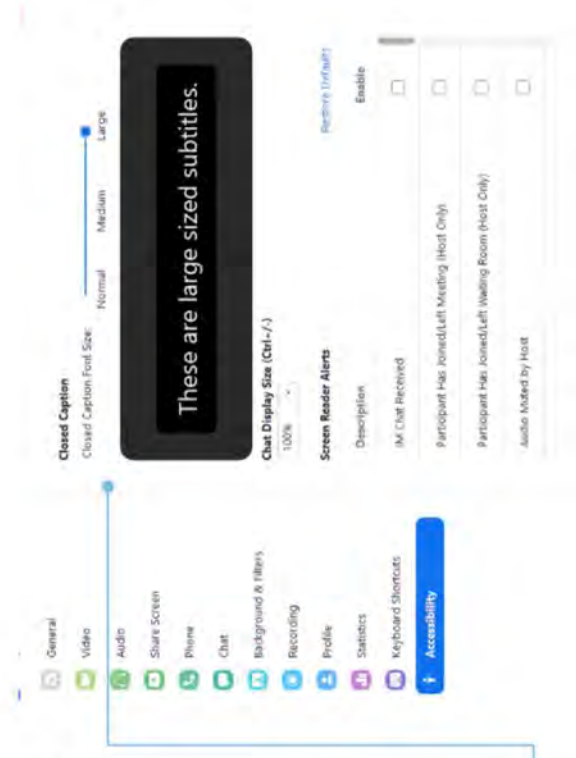 General
Video
Audio
Share Screen
Phone
Chat
Background & Filters
Recording
Profile
Statistics
Keyboard Shortcuts
Accessibility
Closed Caption
Closed Caption Font Size:
Normal
Medium
Large
These are large sized subtitles.
Chat Display Size (Ctrl+/-)
100%
Screen Reader Alerts
Restore Defaults
Description
Enable
IM Chat Received
Participant Has Joined/Left Meeting (Host Only)
Participant Has Joined/Left Waiting Room (Host Only)
Audio Muted by Host